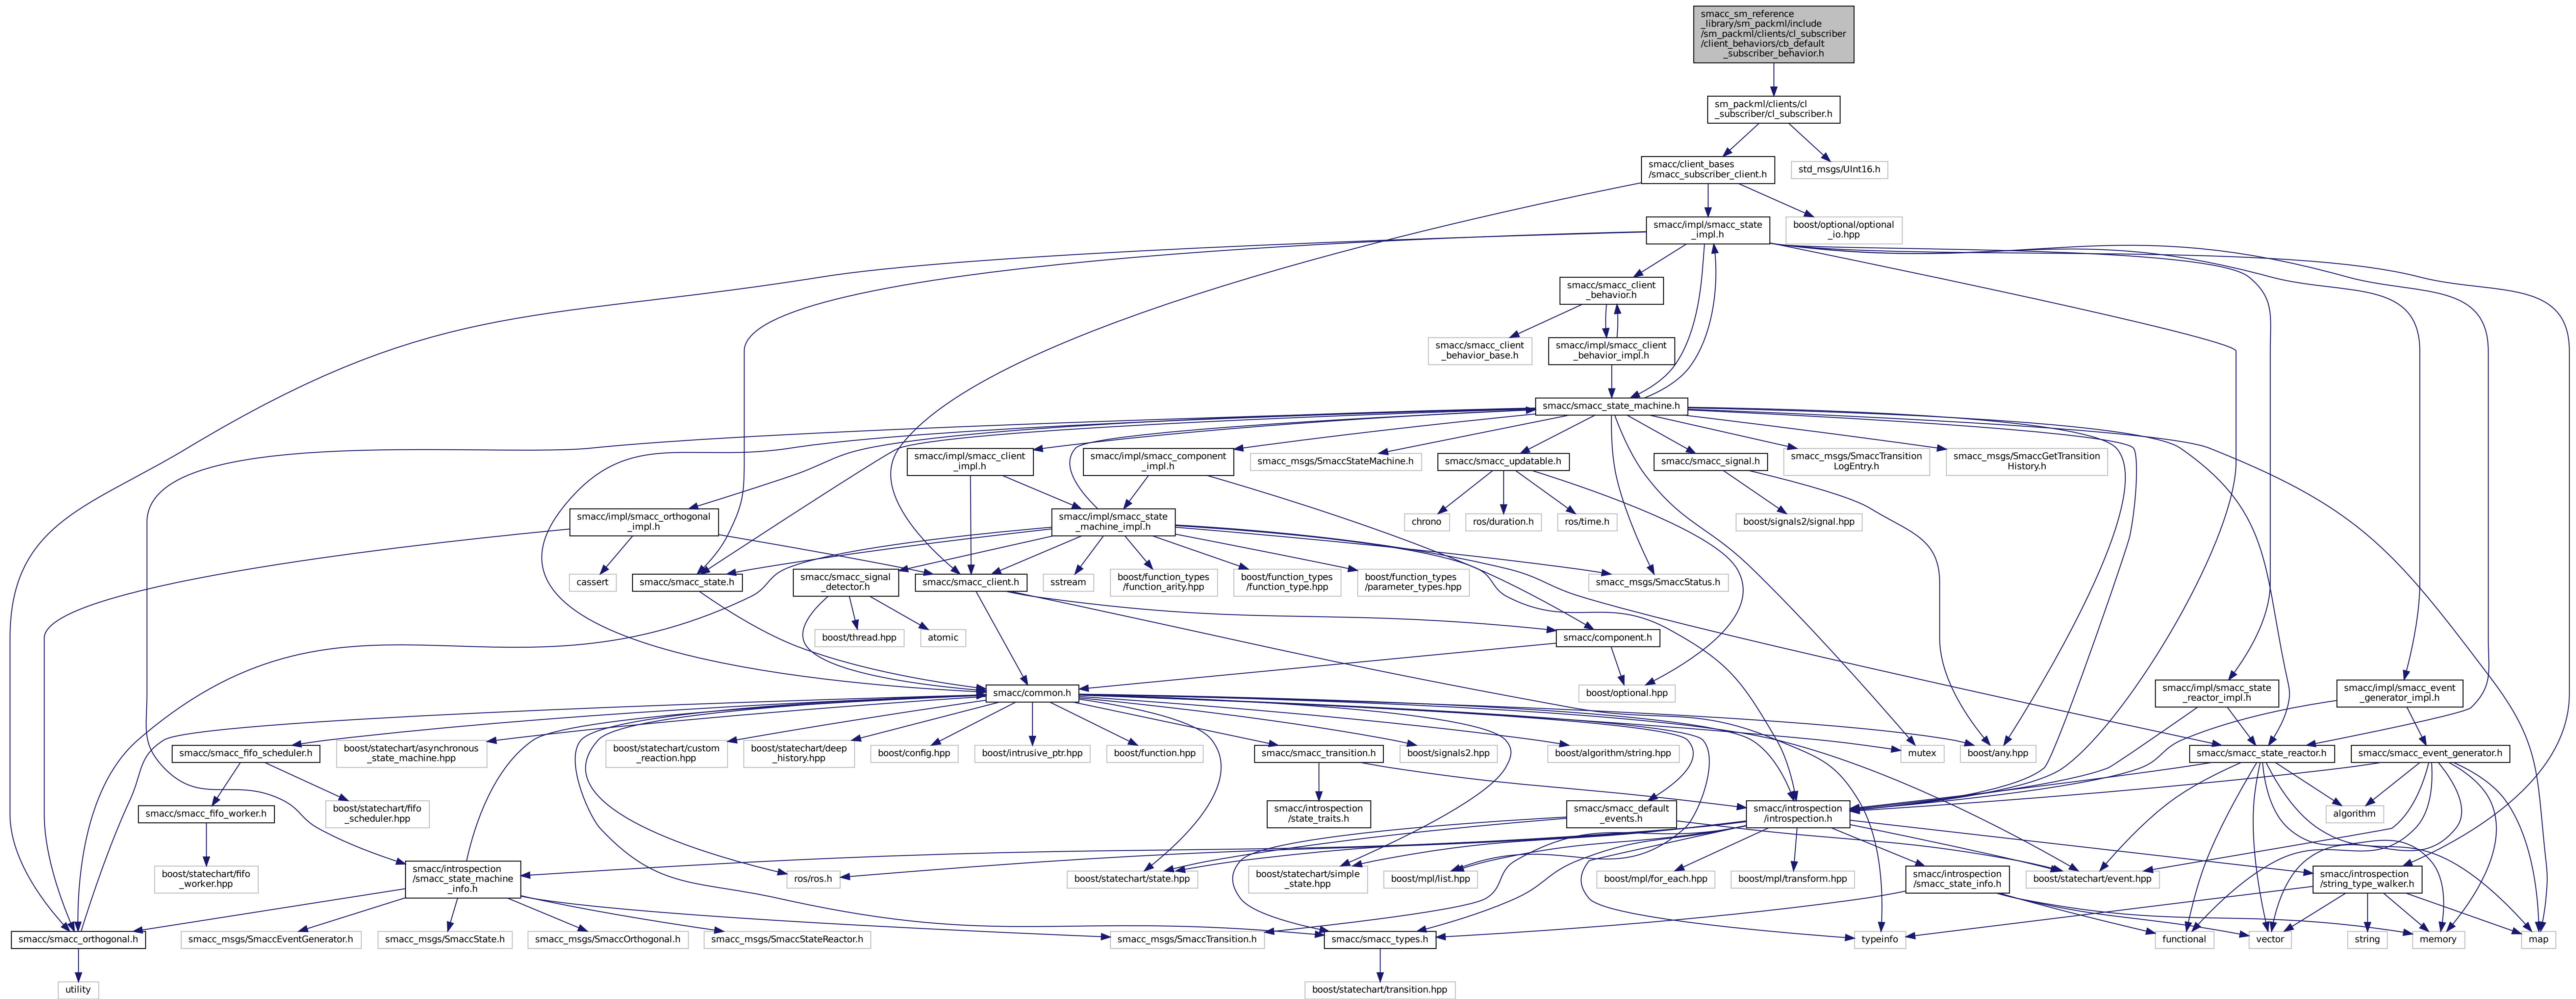 smacc_sm_reference
_library/sm_packml/include
/sm_packml/clients/cl_subscriber
/client_behaviors/cb_default
_subscriber_behavior.h
sm_packml/clients/cl
_subscriber/cl_subscriber.h
smacc/client_bases
/smacc_subscriber_client.h
std_msgs/UInt16.h
smacc/impl/smacc_state
_impl.h
boost/optional/optional
_io.hpp
smacc/smacc_client
_behavior.h
smacc/smacc_client
_behavior_base.h
smacc/impl/smacc_client
_behavior_impl.h
smacc/smacc_state_machine.h
smacc/impl/smacc_client
_impl.h
smacc/impl/smacc_component
_impl.h
smacc_msgs/SmaccStateMachine.h
smacc/smacc_updatable.h
smacc/smacc_signal.h
smacc_msgs/SmaccTransition
LogEntry.h
smacc_msgs/SmaccGetTransition
History.h
smacc/impl/smacc_orthogonal
_impl.h
smacc/impl/smacc_state
_machine_impl.h
chrono
ros/duration.h
ros/time.h
boost/signals2/signal.hpp
cassert
smacc/smacc_state.h
smacc/smacc_signal
_detector.h
smacc/smacc_client.h
sstream
boost/function_types
/function_arity.hpp
boost/function_types
/function_type.hpp
boost/function_types
/parameter_types.hpp
smacc_msgs/SmaccStatus.h
boost/thread.hpp
atomic
smacc/component.h
smacc/common.h
boost/optional.hpp
smacc/impl/smacc_state
_reactor_impl.h
smacc/impl/smacc_event
_generator_impl.h
smacc/smacc_fifo_scheduler.h
boost/statechart/asynchronous
_state_machine.hpp
boost/statechart/custom
_reaction.hpp
boost/statechart/deep
_history.hpp
boost/config.hpp
boost/intrusive_ptr.hpp
boost/function.hpp
smacc/smacc_transition.h
boost/signals2.hpp
boost/algorithm/string.hpp
mutex
boost/any.hpp
smacc/smacc_state_reactor.h
smacc/smacc_event_generator.h
smacc/smacc_fifo_worker.h
boost/statechart/fifo
_scheduler.hpp
smacc/introspection
/state_traits.h
smacc/smacc_default
_events.h
smacc/introspection
/introspection.h
algorithm
boost/statechart/fifo
_worker.hpp
smacc/introspection
/smacc_state_machine
_info.h
ros/ros.h
boost/statechart/state.hpp
boost/statechart/simple
_state.hpp
boost/mpl/list.hpp
boost/mpl/for_each.hpp
boost/mpl/transform.hpp
smacc/introspection
/smacc_state_info.h
boost/statechart/event.hpp
smacc/introspection
/string_type_walker.h
smacc/smacc_orthogonal.h
smacc_msgs/SmaccEventGenerator.h
smacc_msgs/SmaccState.h
smacc_msgs/SmaccOrthogonal.h
smacc_msgs/SmaccStateReactor.h
smacc_msgs/SmaccTransition.h
smacc/smacc_types.h
typeinfo
functional
vector
string
memory
map
utility
boost/statechart/transition.hpp